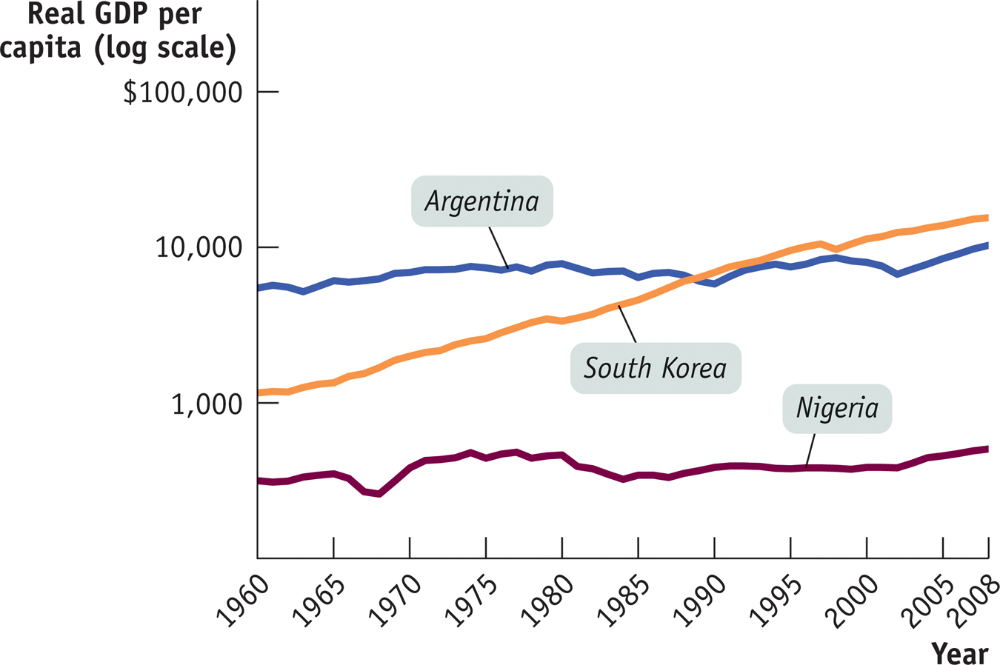 Real GDP per
capita (log scale)
$100,000
10,000
1,000
Argentina
South Korea
Nigeria
1960
1965
1970
1975
1980
1985
1990
1995
2000
2005
2008
Year